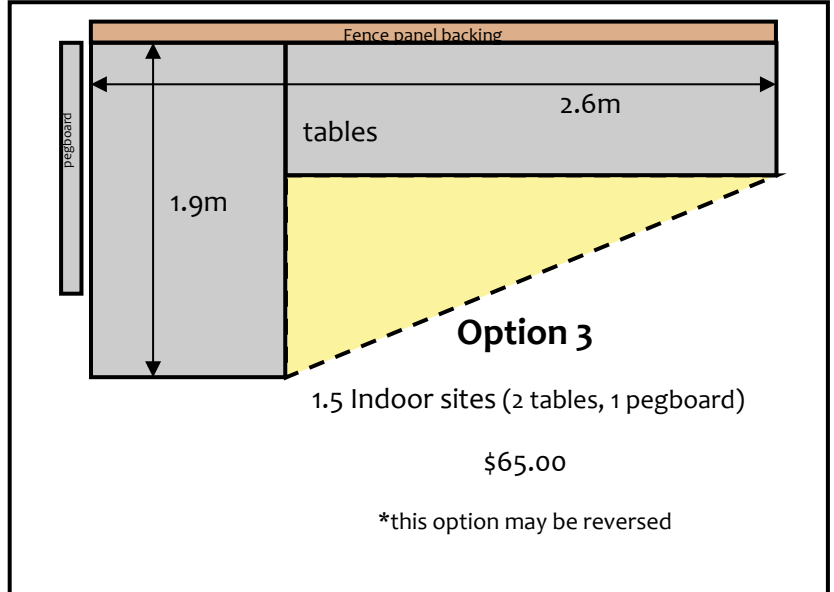 Fence panel backing
pegboard
2.6m
tables
1.9m
Option 3
1.5 Indoor sites (2 tables, 1 pegboard)
$65.00
*this option may be reversed